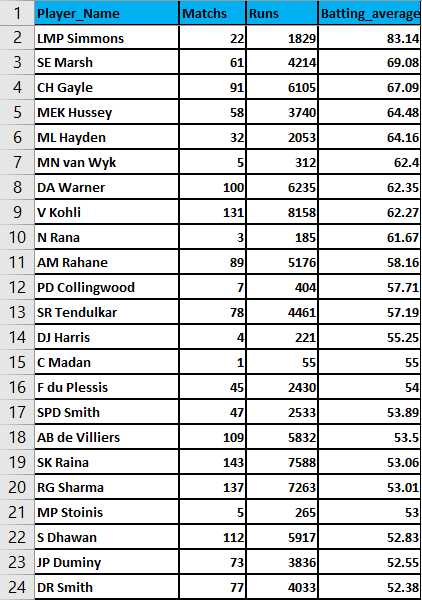 1 Player_Name Matchs Runs Batting_average
2 LMP Simmons 22 1829 83.14
3 SE Marsh 61 4214 69.08
4 CH Gayle 91 6105 67.09
5 MEK Hussey 58 3740 64.48
6 ML Hayden 32 2053 64.16
7 MN van Wyk 5 312 62.4
8 DA Warner 100 6235 62.35
9 V Kohli 131 8158 62.27
10 N Rana 3 185 61.67
11 AM Rahane 89 5176 58.16
12 PD Collingwood 7 404 57.71
13 SR Tendulkar 78 4461 57.19
14 DJ Harris 4 221 55.25
15 C Madan 1 55 55
16 F du Plessis 45 2430 54
17 SPD Smith 47 2533 53.89
18 AB de Villiers 109 5832 53.5
19 SK Raina 143 7588 53.06
20 RG Sharma 137 7263 53.01
21 MP Stoinis 5 265 53
22 S Dhawan 112 5917 52.83
23 JP Duminy 73 3836 52.55
24 DR Smith 77 4033 52.38